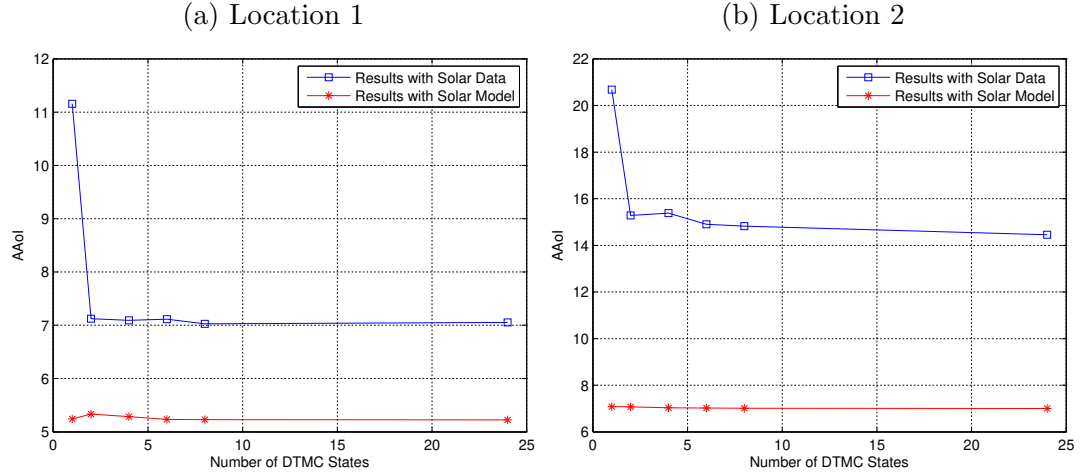 (a) Location 1
12
11
10
9
8
7
6
5
0 5 10 15 20 25
AAoI
Number of DTMC States
Results with Solar Data
Results with Solar Model
(b) Location 2
22
20
18
16
14
12
10
8
6
0 5 10 15 20 25
AAoI
Number of DTMC States
Results with Solar Data
Results with Solar Model